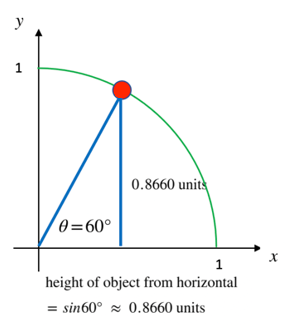 y
1
0.8660 units
θ=60°
1
x
height of object from horizontal
= sin60° ≈ 0.8660 units